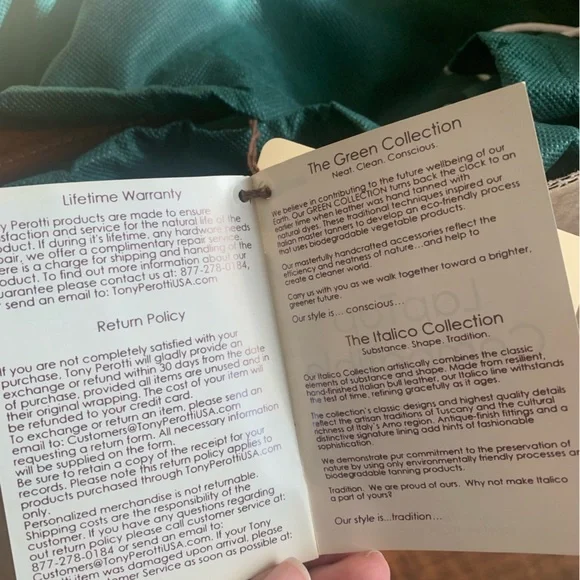 Lifetime Warranty
Perotti products are made to ensure
satisfaction and service for the natural life of the
product. If during it's lifetime, any hardware needs
repair, we offer a complimentary repair service.
There is a charge for shipping and handling of the
product. To find out more information about our
guarantee please contact us at: 877-278-0184,
send an email to: TonyPerottiUSA.com
Return Policy
If you are not completely satisfied with your
purchase, Tony Perotti will gladly provide an
exchange or refund within 30 days from the date
of purchase, provided all items are unused and in
their original wrapping. The cost of your item will
be refunded to your credit card.
To exchange or return an item, please send an
email to: Customers@TonyPerottiUSA.com
requesting a return form. All necessary information
will be supplied on the form.
Be sure to retain a copy of the receipt for your
records. Please note this return policy applies to
products purchased through TonyPerottiUSA.com
only.
Personalized merchandise is not returnable.
Shipping costs are the responsibility of the
customer. If you have any questions regarding
out return policy please call customer service at:
877-278-0184 or send an email to:
Customers@TonyPerottiUSA.com. If your Tony
item was damaged upon arrival, please
Customer Service as soon as possible at:
The Green Collection
Neat. Clean. Conscious.
We believe in contributing to the future wellbeing of our
Earth. Our GREEN COLLECTION turns back the clock to an
earlier time when leather was hand tanned with
natural dyes. These traditional techniques inspired our
Italian master tanners to develop an eco-friendly process
that uses biodegradable vegetable products.
Our masterfully handcrafted accessories reflect the
efficiency and neatness of nature...and help to
create a cleaner world.
Carry us with you as we walk together toward a brighter,
greener future.
Our style is...conscious...
The Italico Collection
Substance. Shape. Tradition.
Our Italico Collection artistically combines the classic
elements of substance and shape. Made from resilient,
hand-finished Italian bull leather, our Italico line withstands
the test of time, refining gracefully as it ages.
The collection's classic designs and highest quality details
reflect the artisan traditions of Tuscany and the cultural
richness of Italy's Arno region. Antique-finish fittings and a
distinctive signature lining add hints of fashionable
sophistication.
We demonstrate our commitment to the preservation of
nature by using only environmentally friendly processes and
biodegradable tanning products.
Tradition. We are proud of ours. Why not make Italico
a part of yours?
Our style is...tradition...